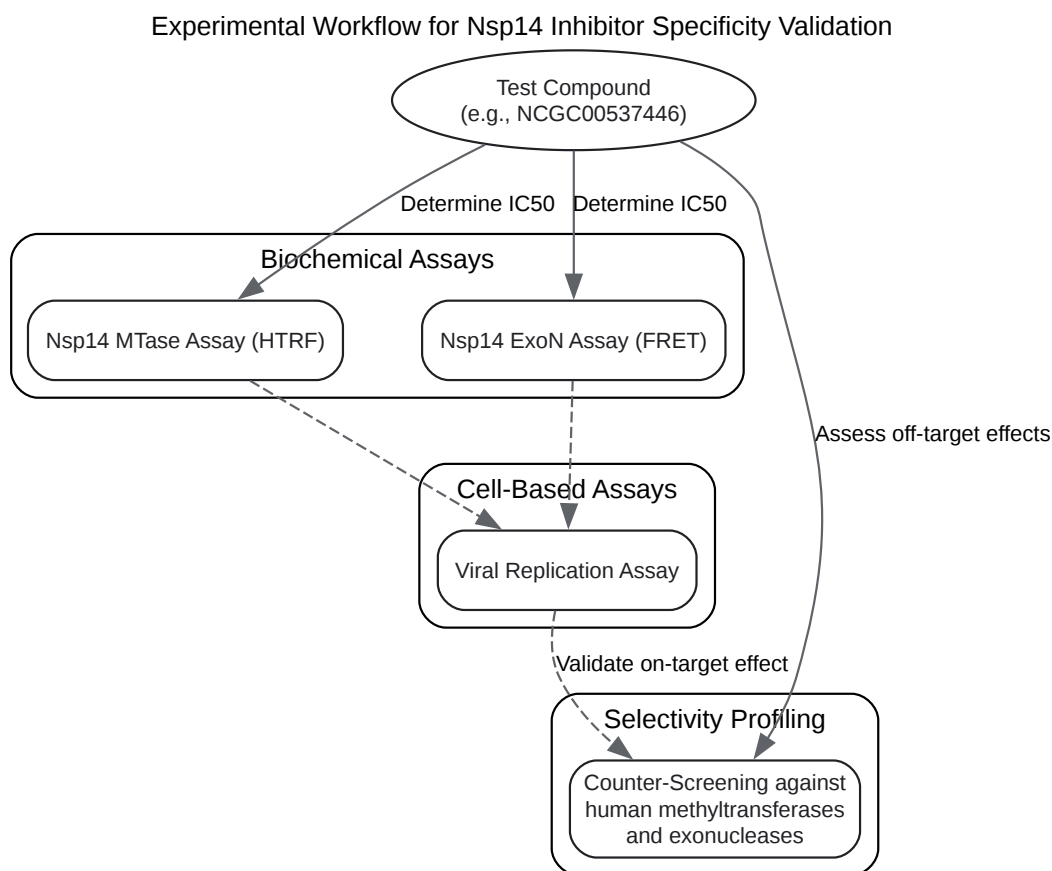 Experimental Workflow for Nsp14 Inhibitor Specificity Validation
Test Compound
(e.g., NCGC00537446)
Determine IC50
Determine IC50
Biochemical Assays
Nsp14 MTase Assay (HTRF)
Nsp14 ExoN Assay (FRET)
Assess off-target effects
Cell-Based Assays
Viral Replication Assay
Validate on-target effect
Selectivity Profiling
Counter-Screening against
human methyltransferases
and exonucleases